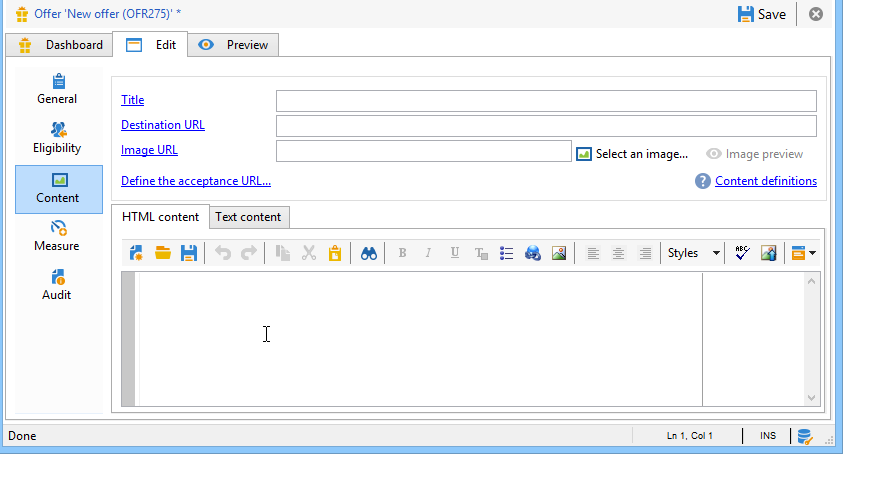 Offer 'New offer (OFR275)' *
Save
Dashboard
Edit
Preview
General
Eligibility
Content
Measure
Audit
Title
Destination URL
Image URL
Select an image...
Image preview
Define the acceptance URL...
? Content definitions
HTML content
Text content
B I U T Styles ABC
Done
Ln 1, Col 1
INS